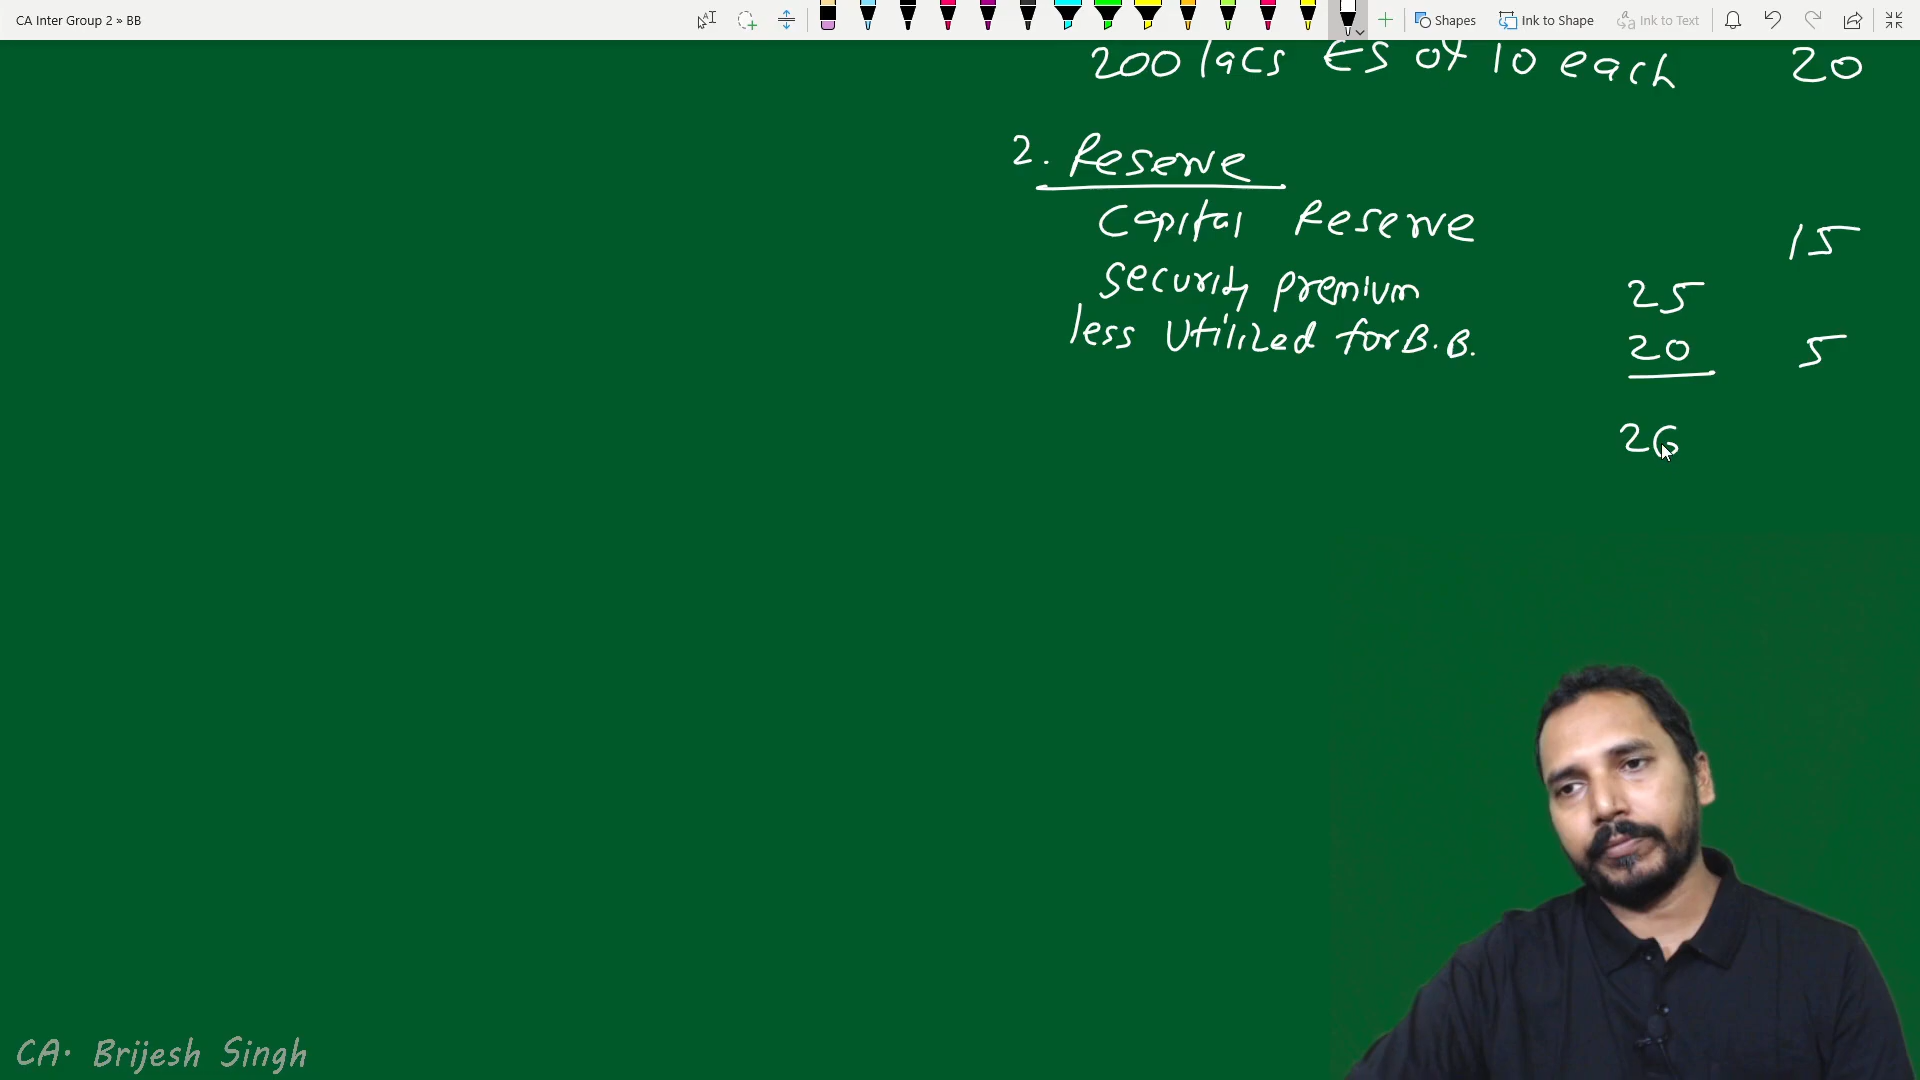 CA Inter Group 2 » BB
Shapes
Ink to Shape
Ink to Text
200 lacs ES of 10 each 20
2. Reserve
Capital Reserve 15
security premium 25
less Utilized for B.B. 20 5
26
CA. Brijesh Singh